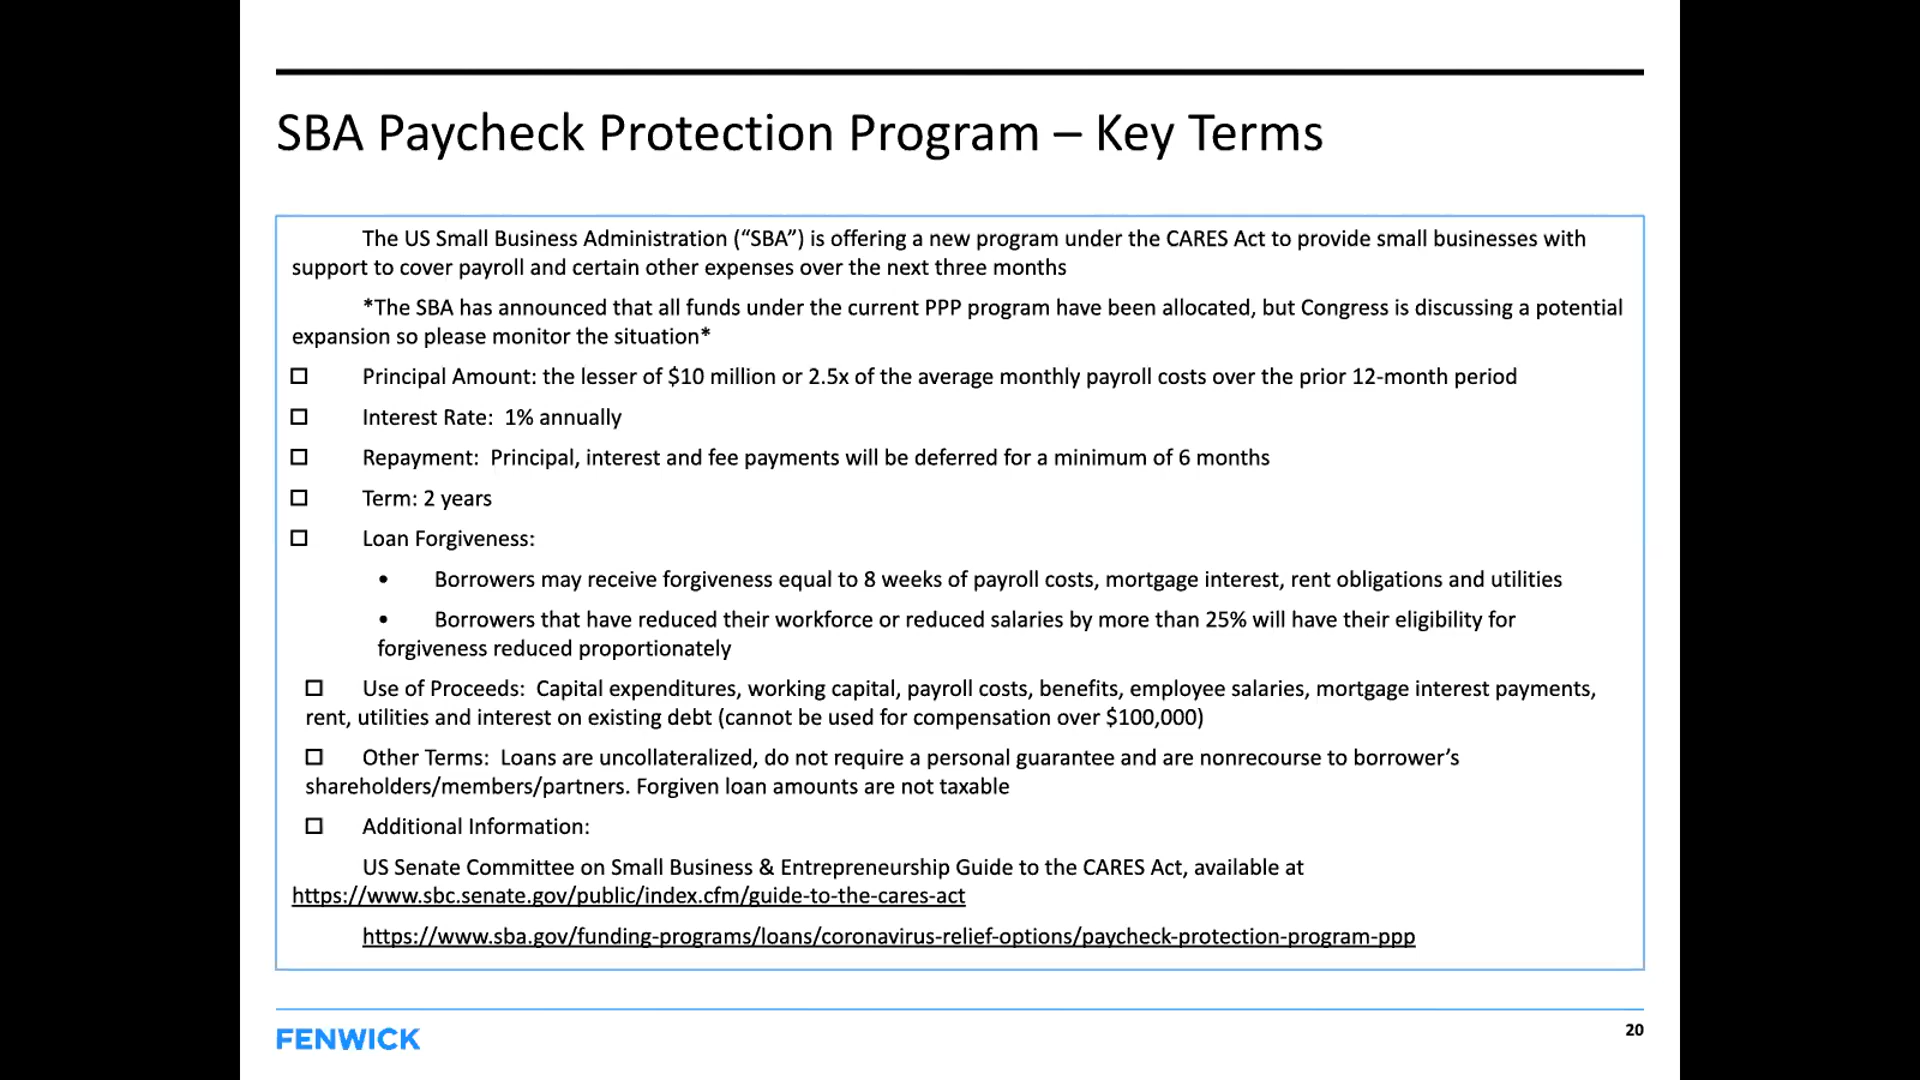 SBA Paycheck Protection Program – Key Terms
The US Small Business Administration (“SBA”) is offering a new program under the CARES Act to provide small businesses with
support to cover payroll and certain other expenses over the next three months
*The SBA has announced that all funds under the current PPP program have been allocated, but Congress is discussing a potential
expansion so please monitor the situation*
Principal Amount: the lesser of $10 million or 2.5x of the average monthly payroll costs over the prior 12-month period
Interest Rate:  1% annually
Repayment:  Principal, interest and fee payments will be deferred for a minimum of 6 months
Term: 2 years
Loan Forgiveness:
• Borrowers may receive forgiveness equal to 8 weeks of payroll costs, mortgage interest, rent obligations and utilities
• Borrowers that have reduced their workforce or reduced salaries by more than 25% will have their eligibility for
forgiveness reduced proportionately
Use of Proceeds:  Capital expenditures, working capital, payroll costs, benefits, employee salaries, mortgage interest payments,
rent, utilities and interest on existing debt (cannot be used for compensation over $100,000)
Other Terms:  Loans are uncollateralized, do not require a personal guarantee and are nonrecourse to borrower’s
shareholders/members/partners. Forgiven loan amounts are not taxable
Additional Information:
US Senate Committee on Small Business & Entrepreneurship Guide to the CARES Act, available at
https://www.sbc.senate.gov/public/index.cfm/guide-to-the-cares-act
https://www.sba.gov/funding-programs/loans/coronavirus-relief-options/paycheck-protection-program-ppp
FENWICK
20